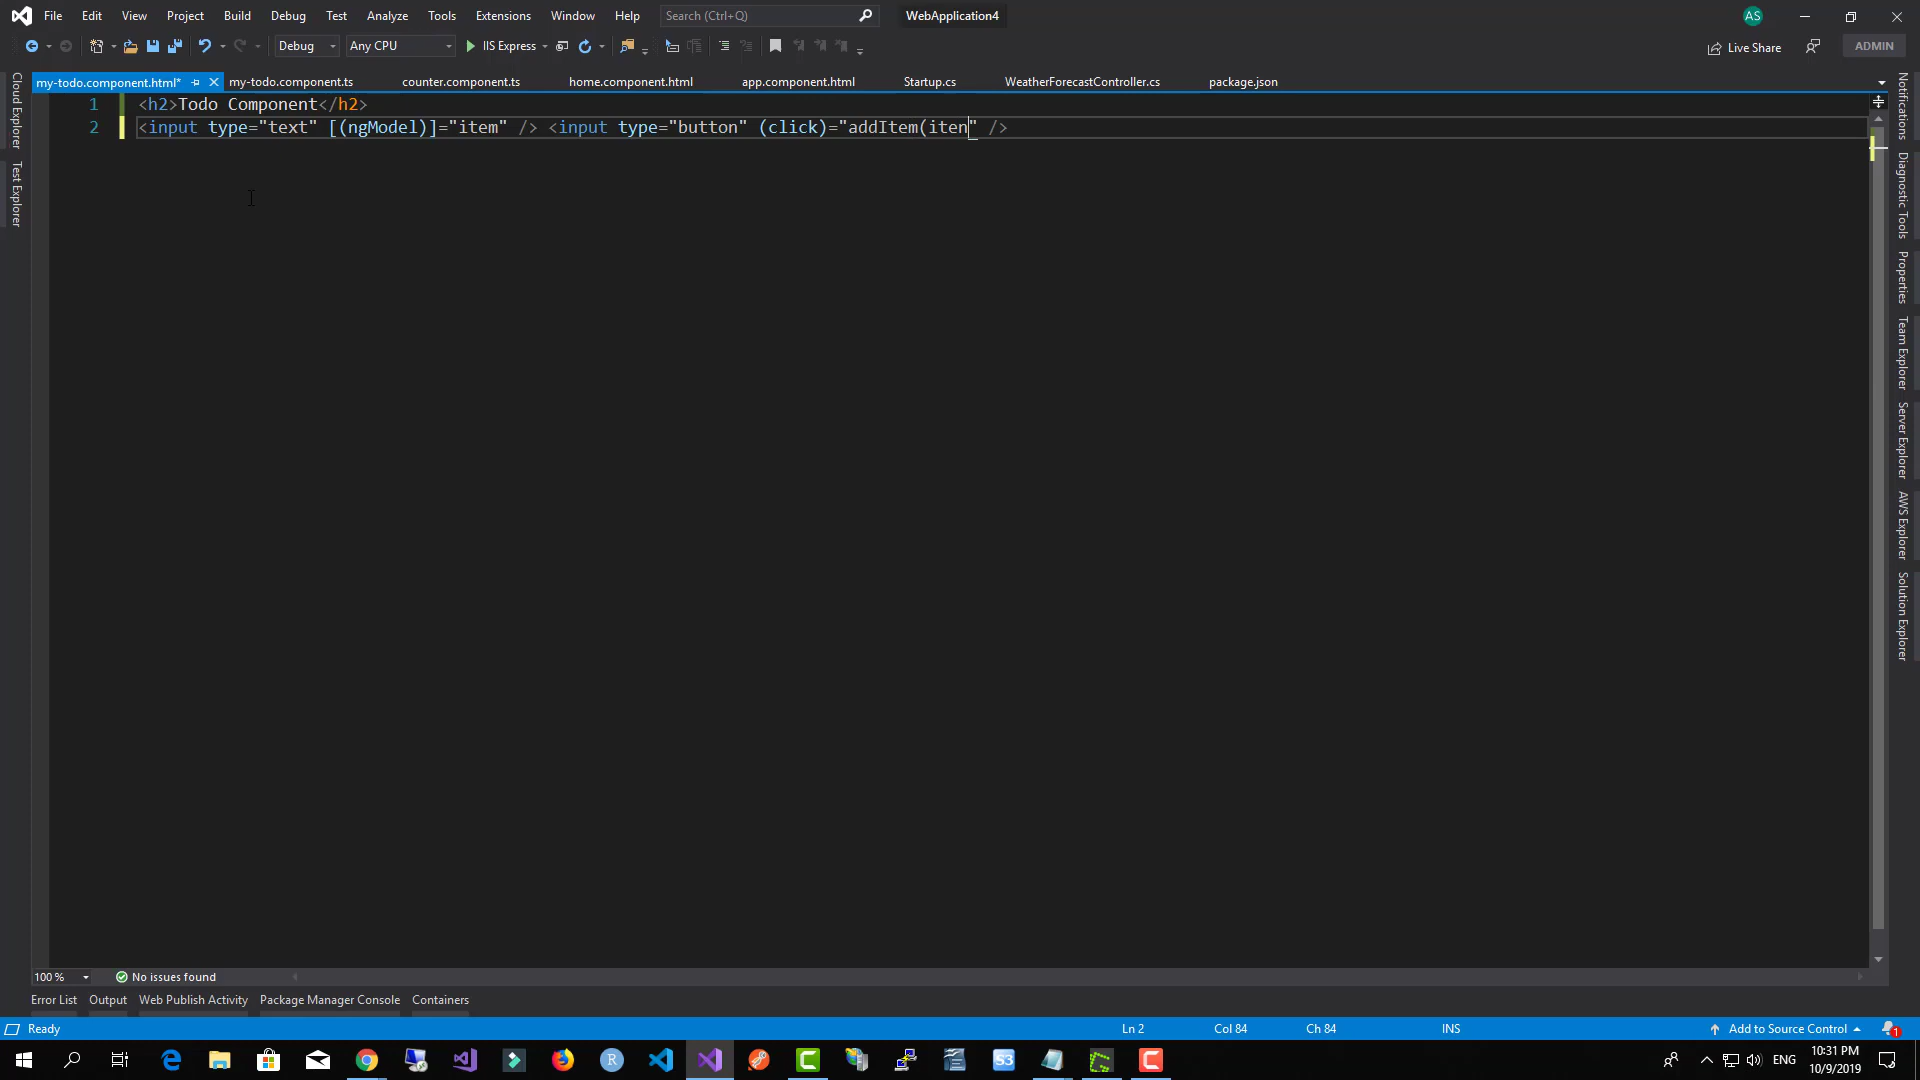 File Edit View Project Build Debug Test Analyze Tools Extensions Window Help Search (Ctrl+Q) WebApplication4 AS
Debug Any CPU IIS Express Live Share ADMIN
my-todo.component.html* my-todo.component.ts counter.component.ts home.component.html app.component.html Startup.cs WeatherForecastController.cs package.json
1 <h2>Todo Component</h2>
2 <input type="text" [(ngModel)]="item" /> <input type="button" (click)="addItem(iten" />
Cloud Explorer
Test Explorer
Notifications
Diagnostic Tools
Properties
Team Explorer
Server Explorer
AWS Explorer
Solution Explorer
100 % No issues found
Error List Output Web Publish Activity Package Manager Console Containers
Ready Ln 2 Col 84 Ch 84 INS Add to Source Control 1
R S3 ENG 10:31 PM
10/9/2019